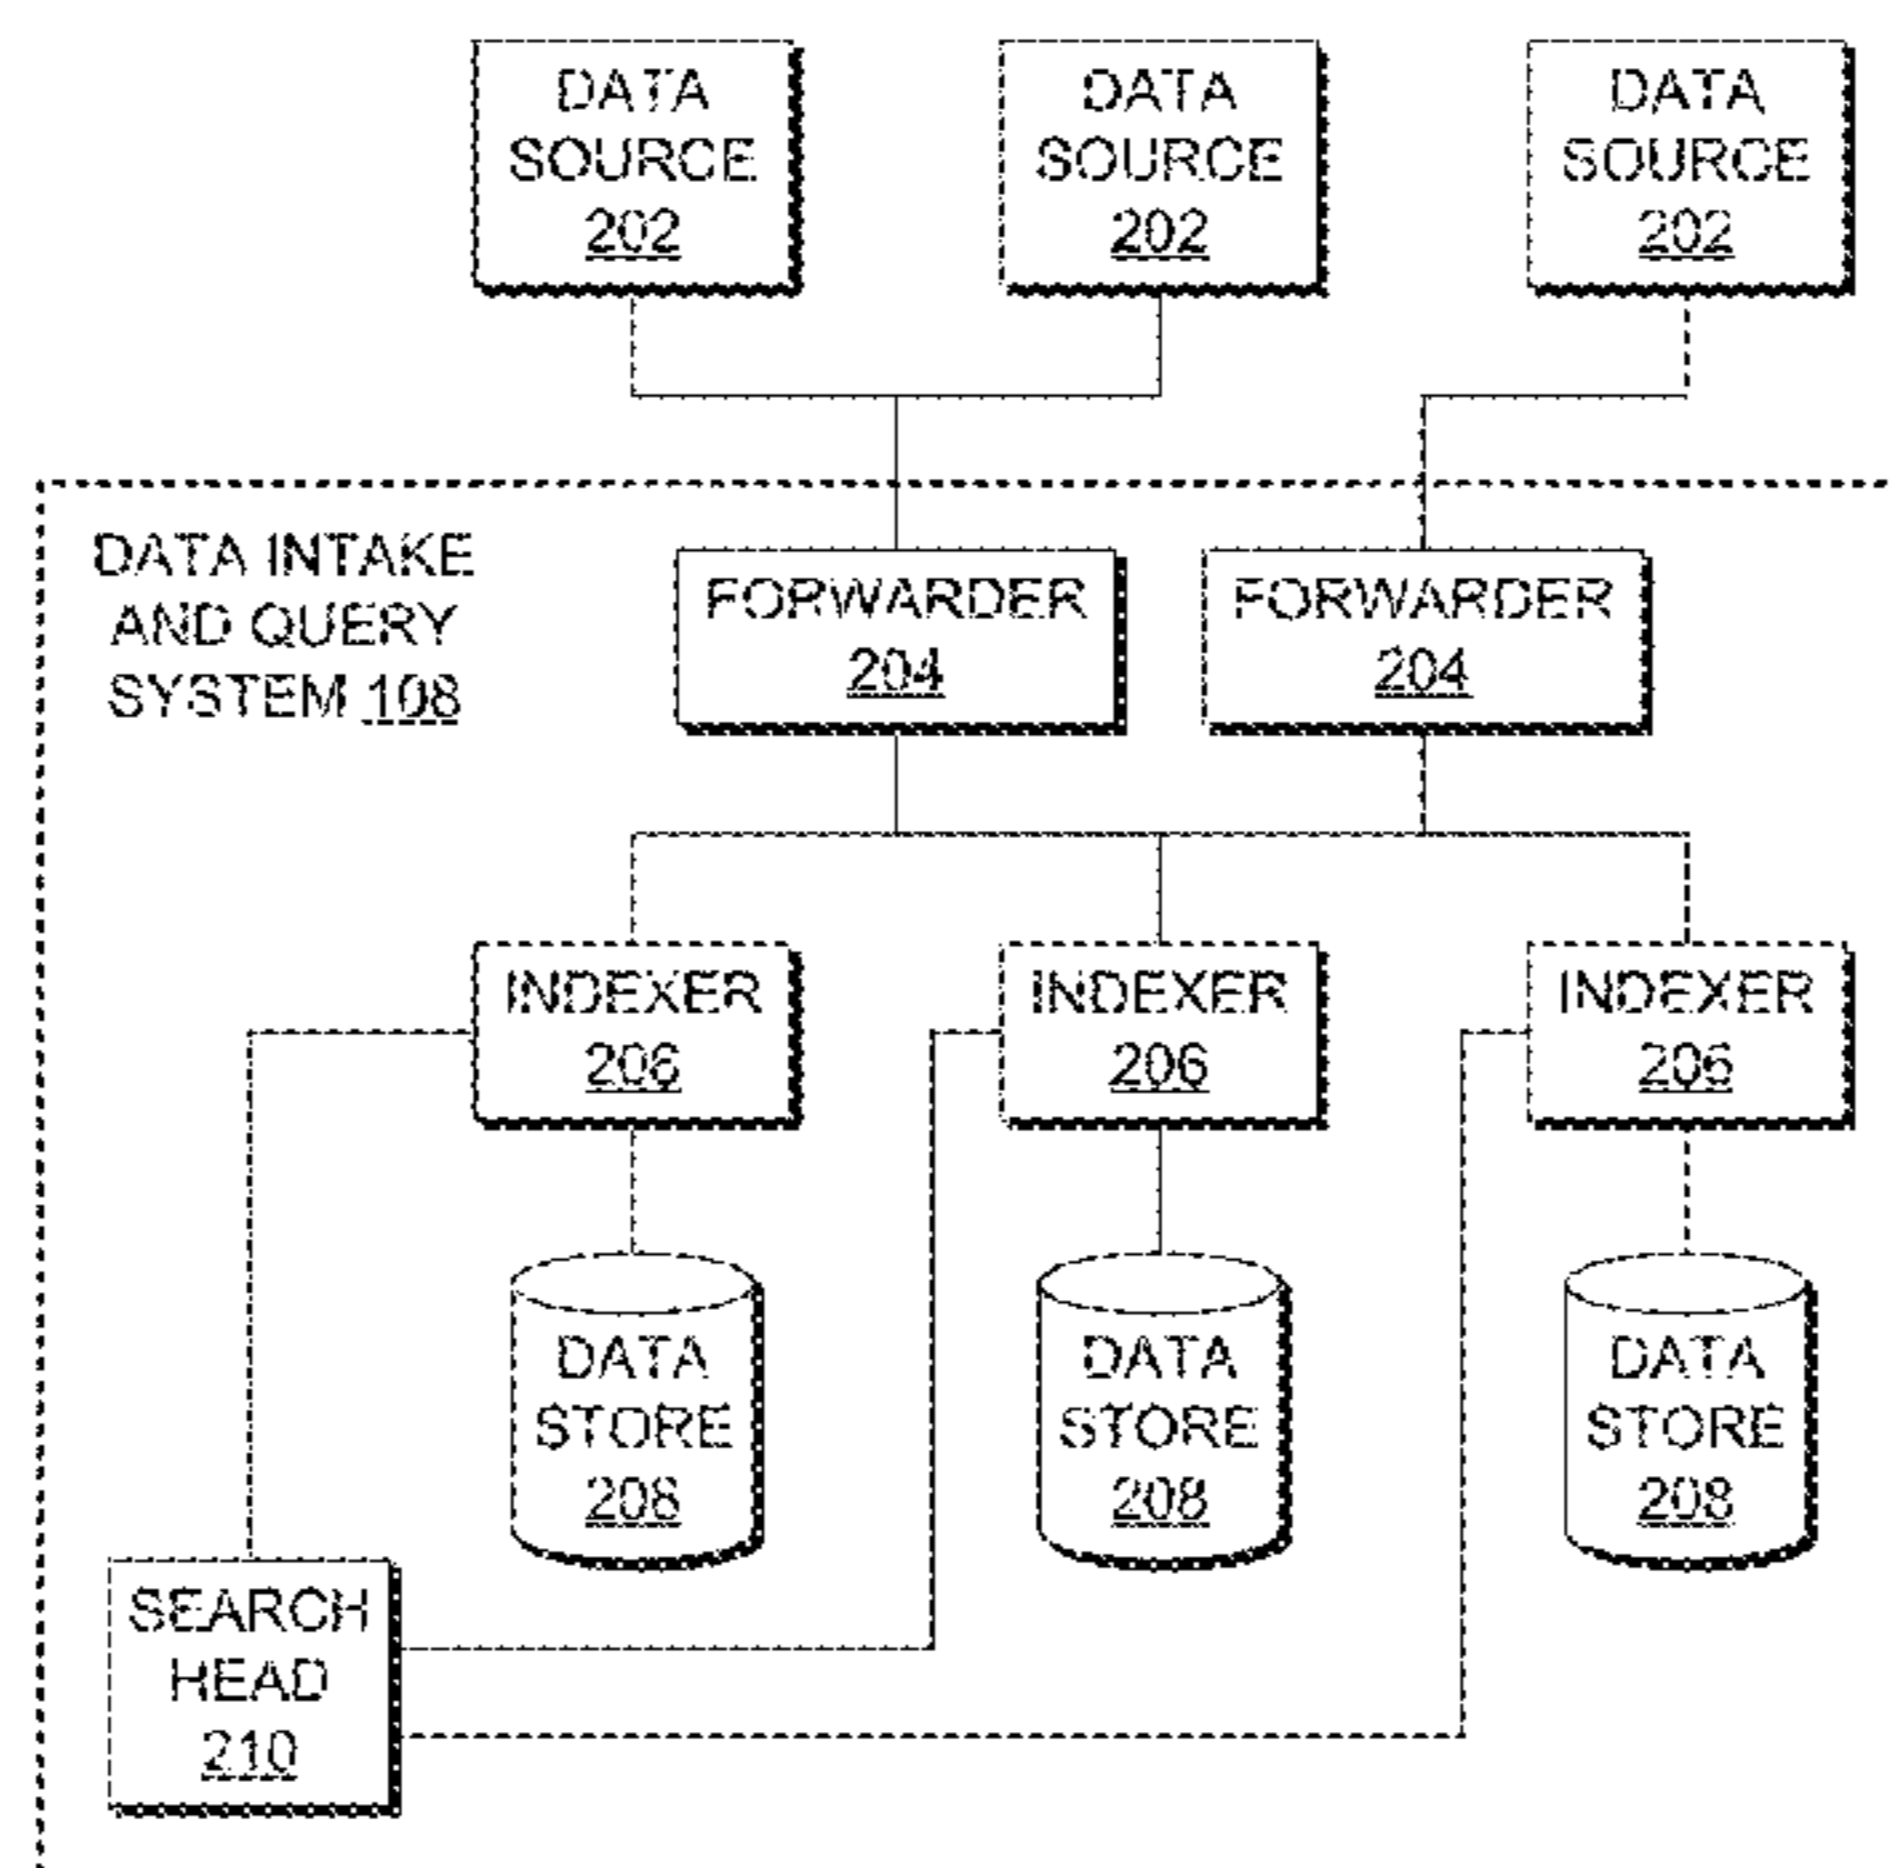 DATA
SOURCE
202
DATA
SOURCE
202
DATA
SOURCE
202
DATA INTAKE
AND QUERY
SYSTEM 108
FORWARDER
204
FORWARDER
204
INDEXER
206
INDEXER
206
INDEXER
206
DATA
STORE
208
DATA
STORE
208
DATA
STORE
208
SEARCH
HEAD
210